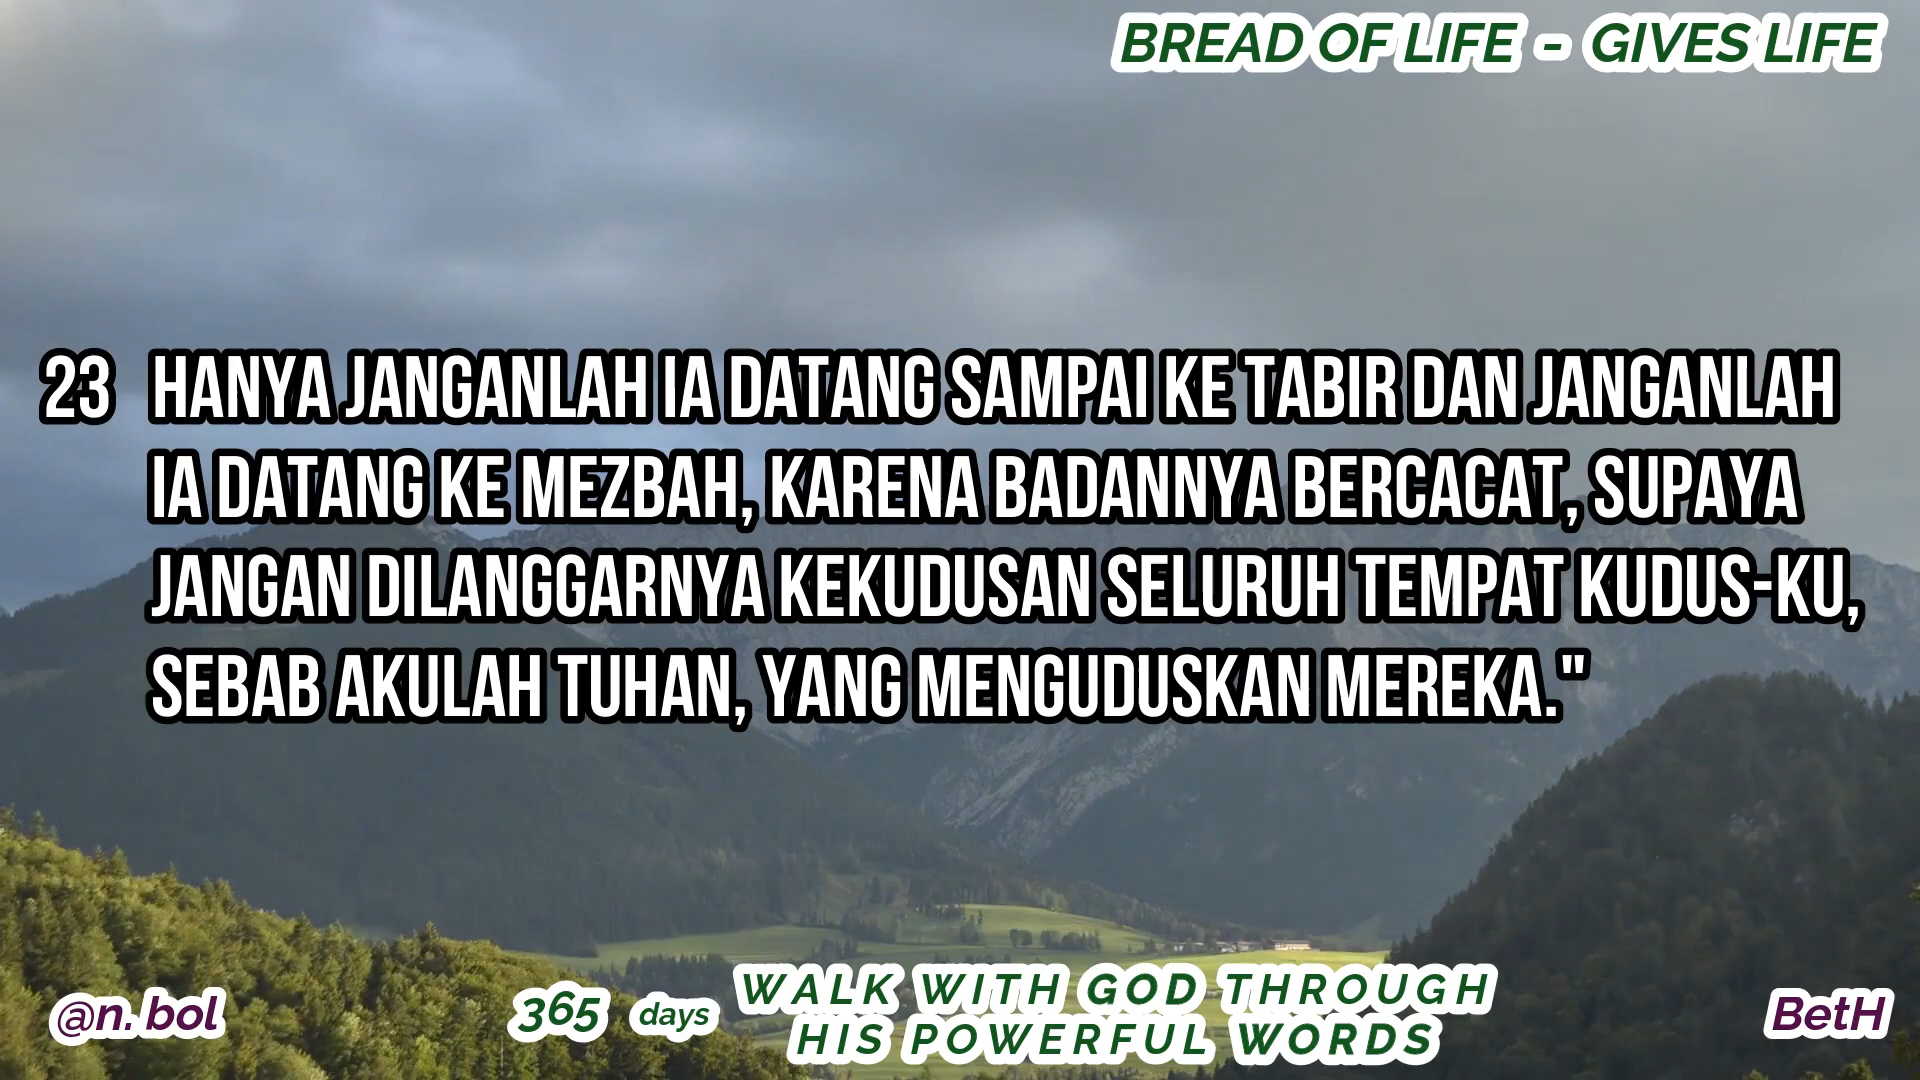 BREAD OF LIFE - GIVES LIFE
23 HANYA JANGANLAH IA DATANG SAMPAI KE TABIR DAN JANGANLAH
IA DATANG KE MEZBAH, KARENA BADANNYA BERCACAT, SUPAYA
JANGAN DILANGGARNYA KEKUDUSAN SELURUH TEMPAT KUDUS-KU,
SEBAB AKULAH TUHAN, YANG MENGUDUSKAN MEREKA."
@n. bol
365 days
WALK WITH GOD THROUGH
HIS POWERFUL WORDS
BetH